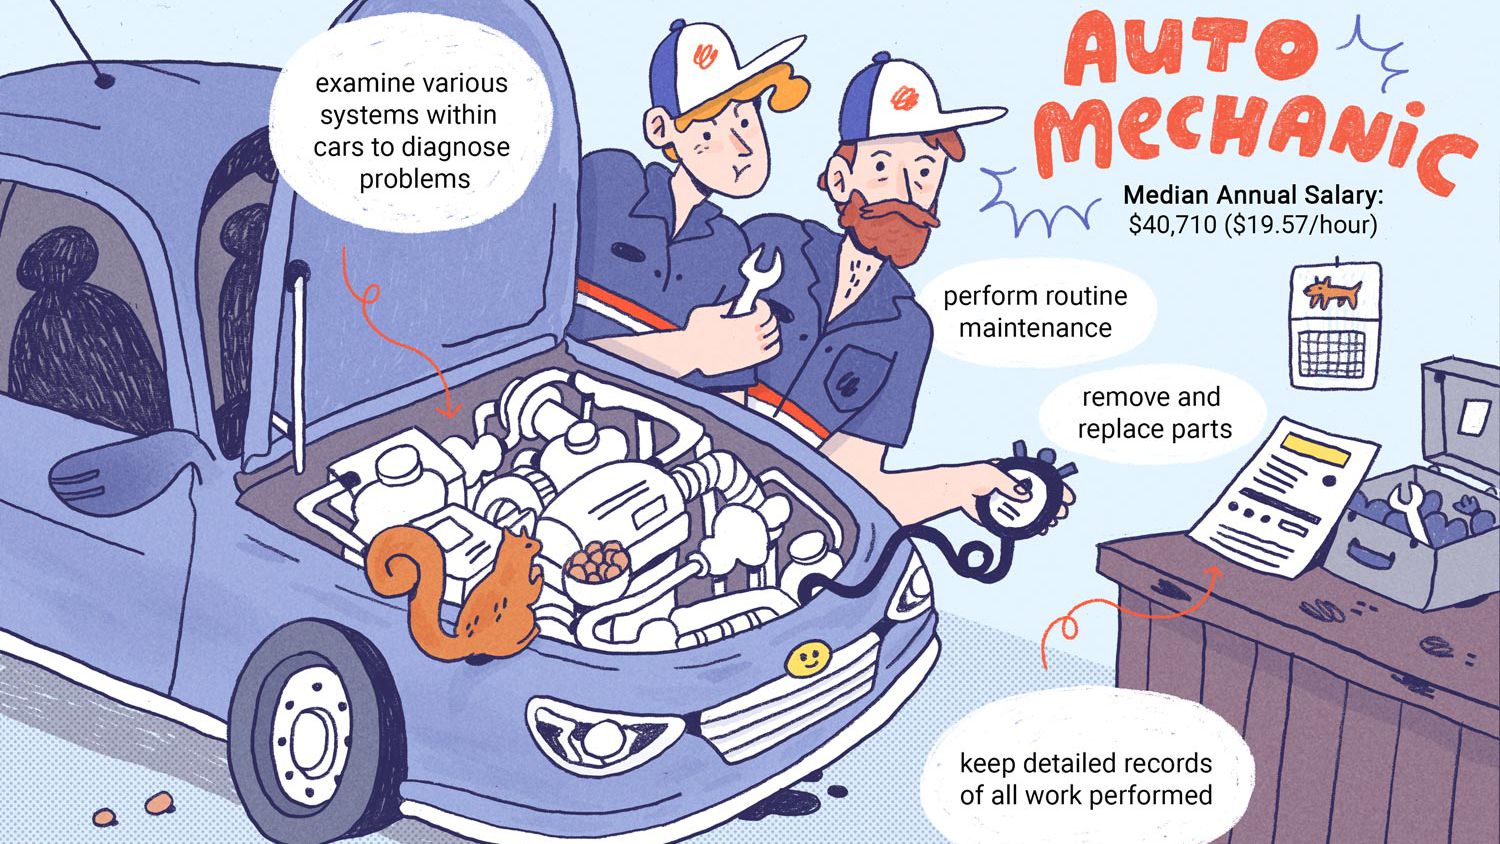 AUTO
MECHANIC
Median Annual Salary:
$40,710 ($19.57/hour)
examine various
systems within
cars to diagnose
problems
perform routine
maintenance
remove and
replace parts
keep detailed records
of all work performed